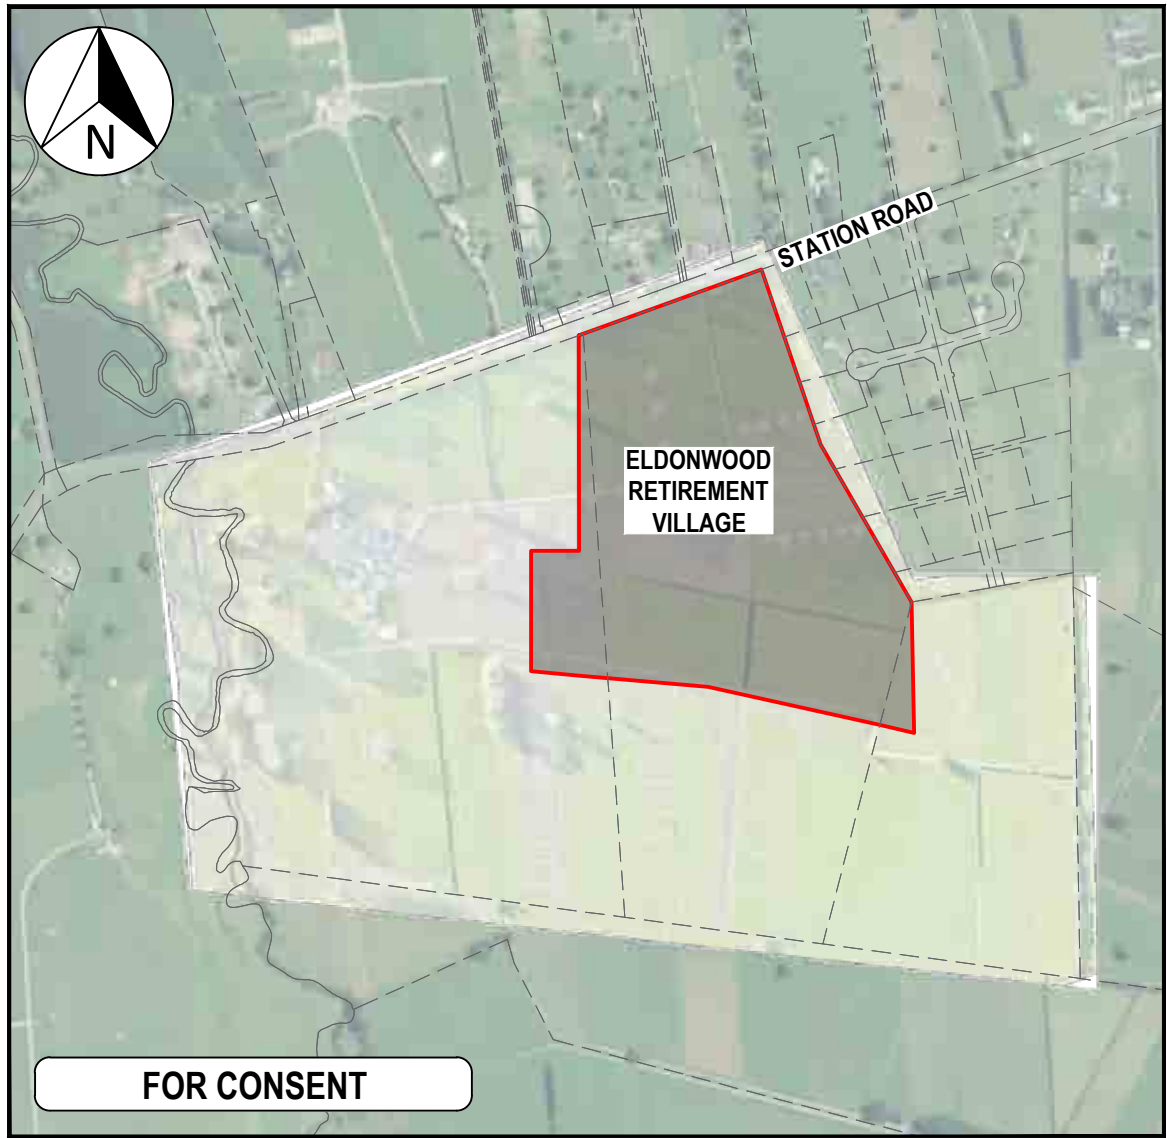 N
STATION ROAD
ELDONWOOD
RETIREMENT
VILLAGE
FOR CONSENT